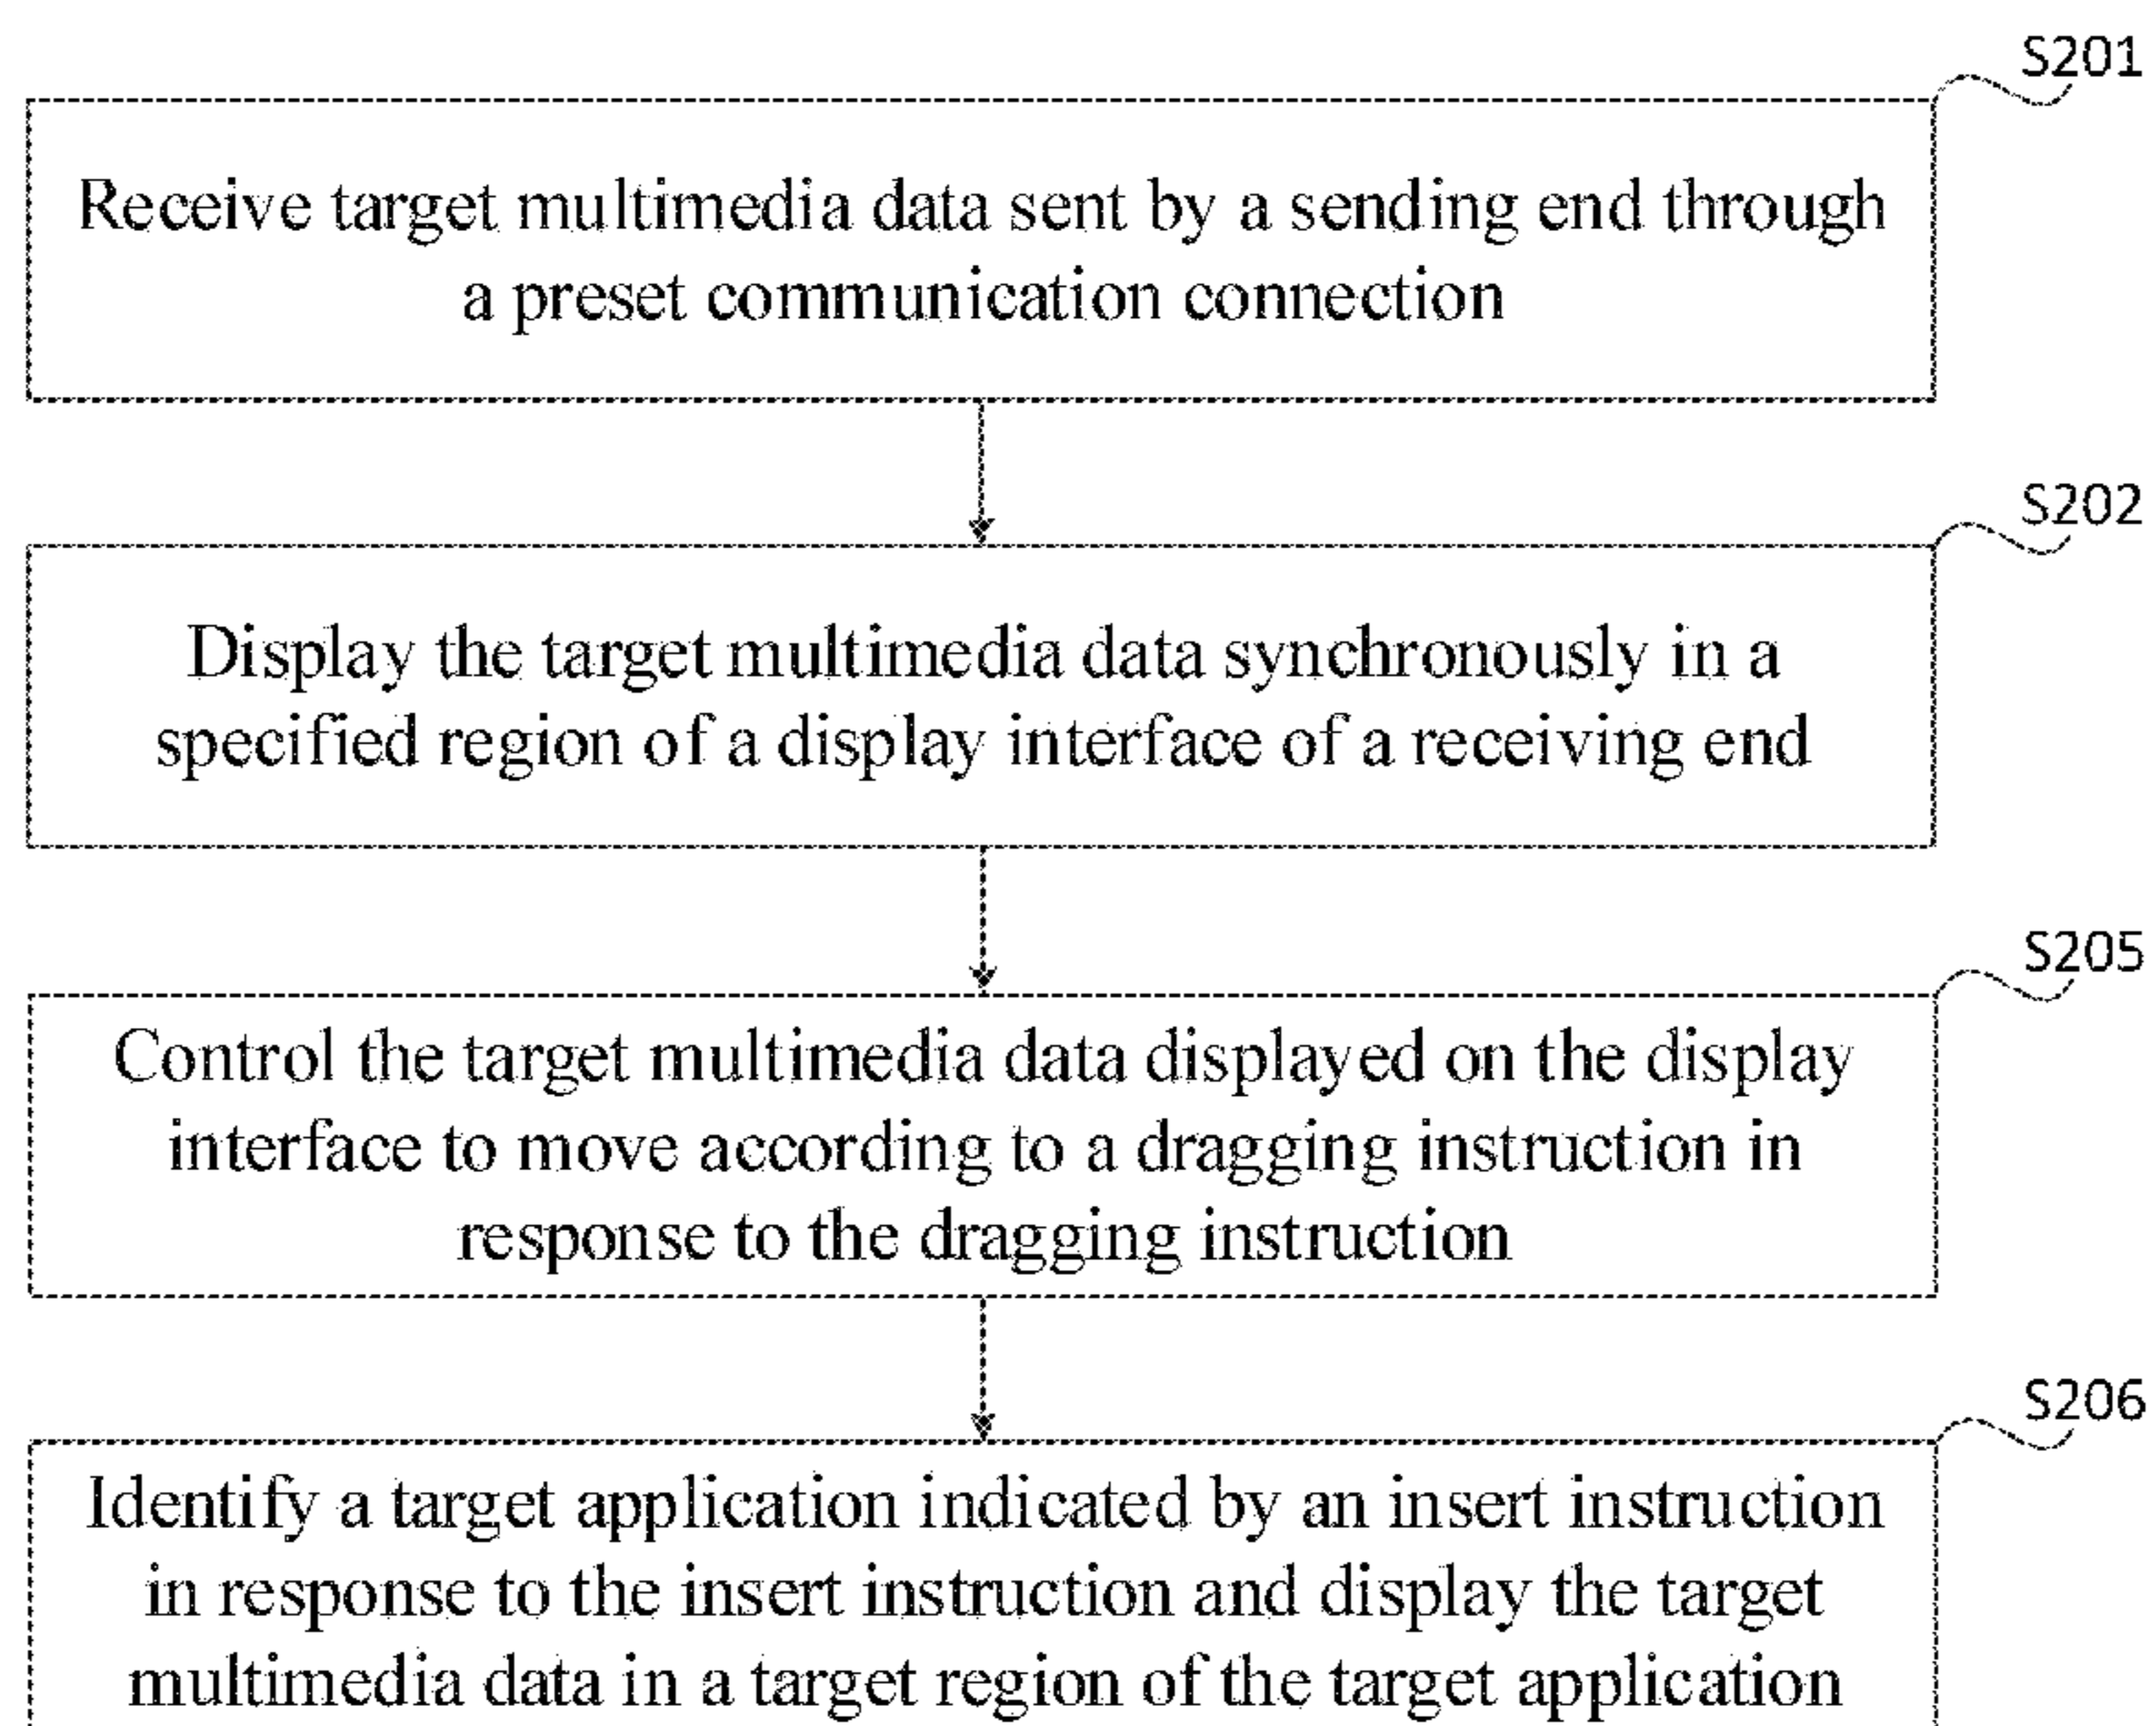 S201
Receive target multimedia data sent by a sending end through
a preset communication connection
S202
Display the target multimedia data synchronously in a
specified region of a display interface of a receiving end
S205
Control the target multimedia data displayed on the display
interface to move according to a dragging instruction in
response to the dragging instruction
S206
Identify a target application indicated by an insert instruction
in response to the insert instruction and display the target
multimedia data in a target region of the target application